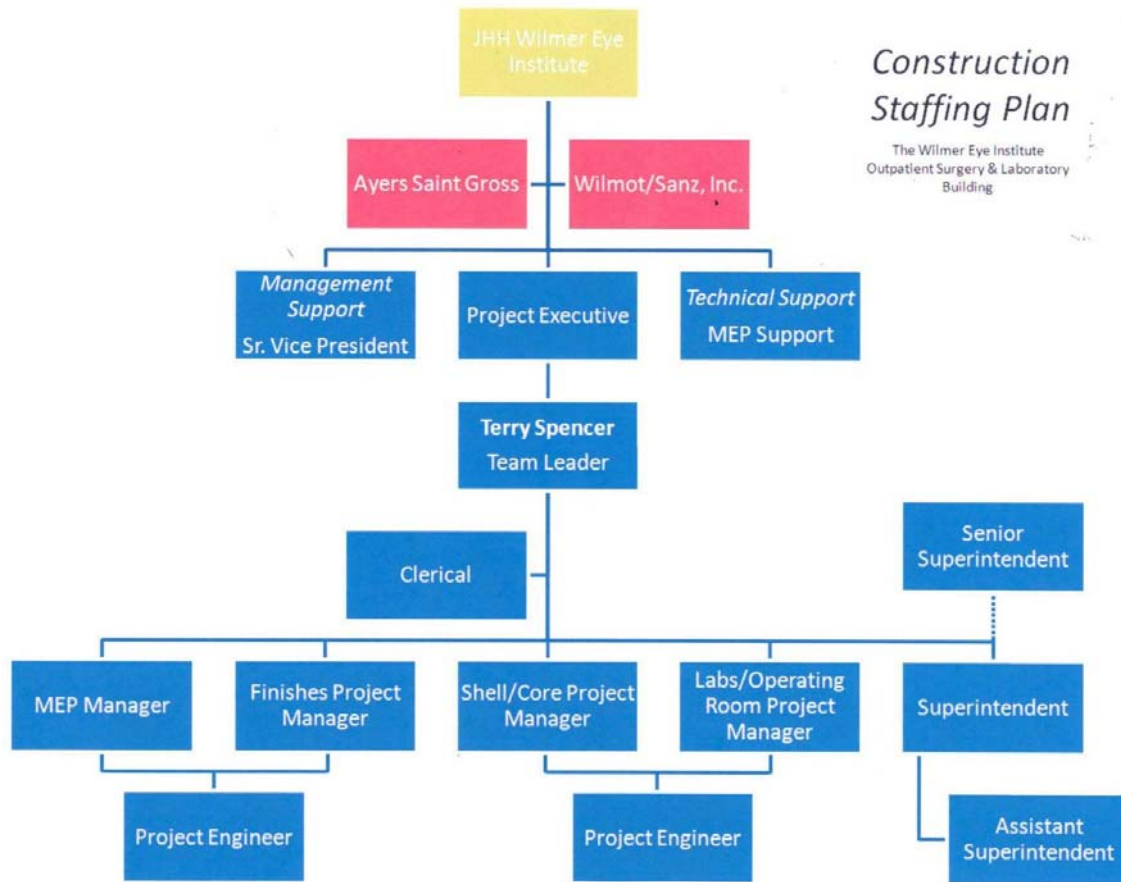 JHH Wilmer Eye
Institute
Construction
Staffing Plan
The Wilmer Eye Institute
Outpatient Surgery & Laboratory
Building
Ayers Saint Gross
Wilmot/Sanz, Inc.
Management
Support
Sr. Vice President
Project Executive
Technical Support
MEP Support
Terry Spencer
Team Leader
Clerical
Senior
Superintendent
MEP Manager
Finishes Project
Manager
Shell/Core Project
Manager
Labs/Operating
Room Project
Manager
Superintendent
Project Engineer
Project Engineer
Assistant
Superintendent